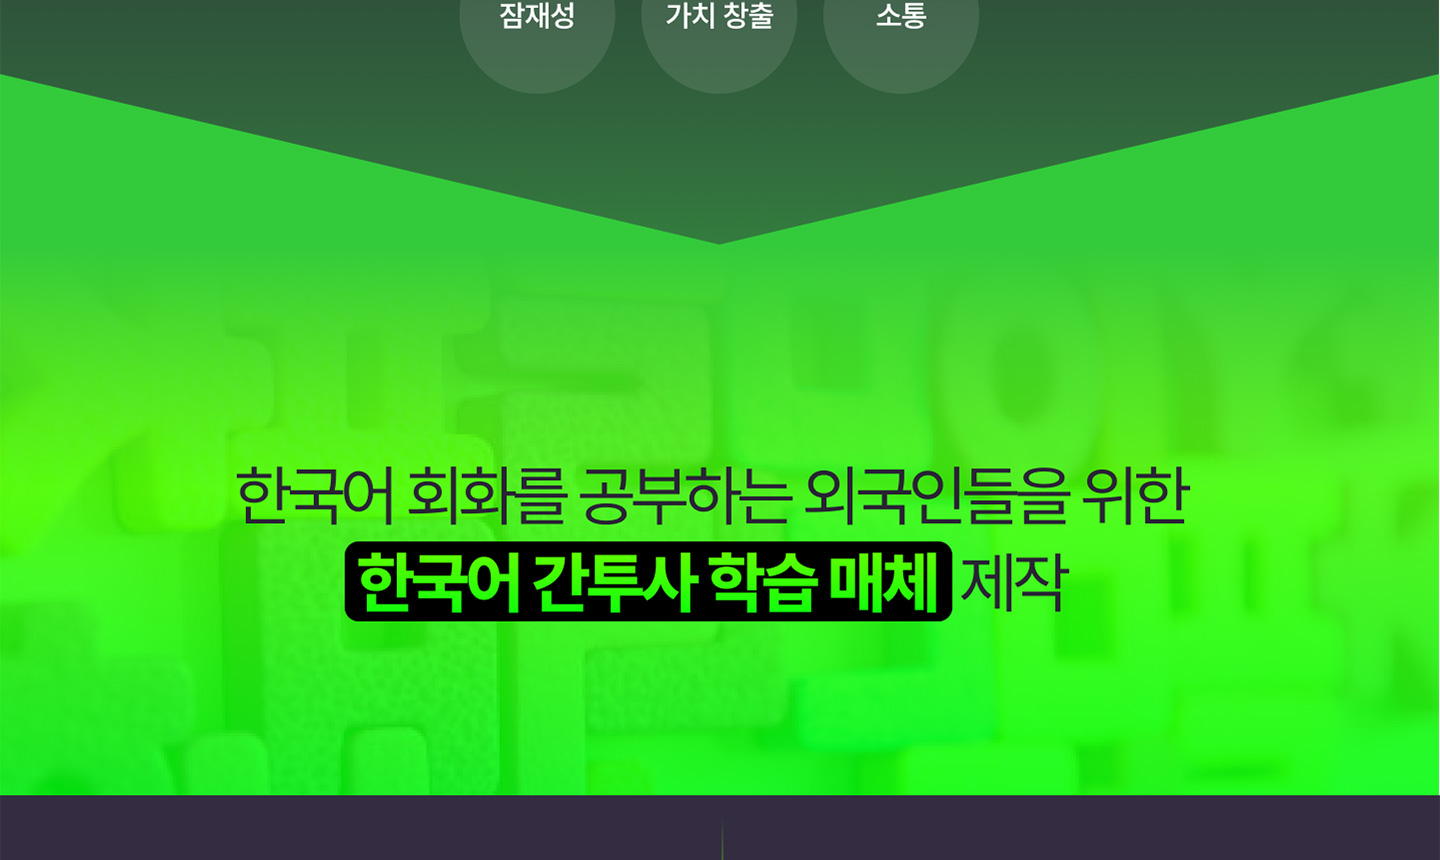 잠재성 가치 창출 소통
한국어 회화를 공부하는 외국인들을 위한
한국어 간투사 학습 매체 제작